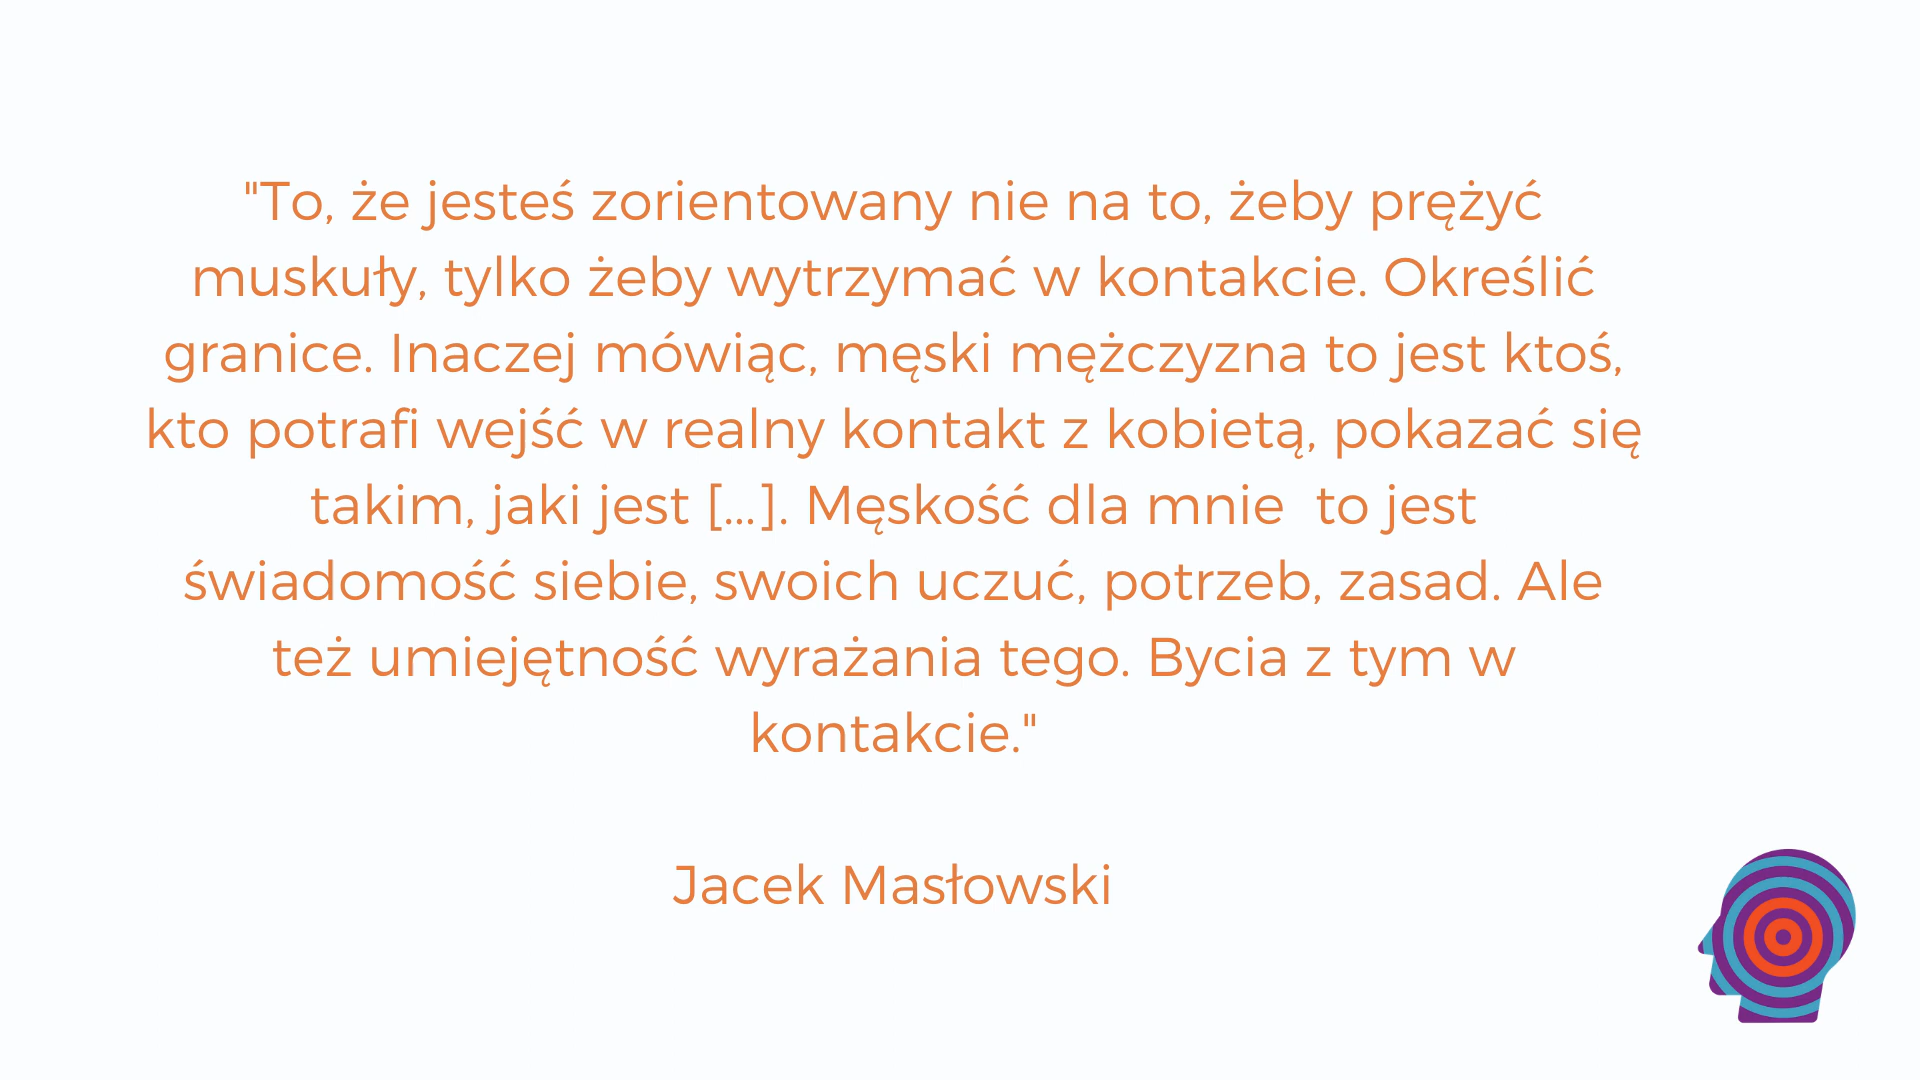 "To, że jesteś zorientowany nie na to, żeby prężyć
muskuły, tylko żeby wytrzymać w kontakcie. Określić
granice. Inaczej mówiąc, męski mężczyzna to jest ktoś,
kto potrafi wejść w realny kontakt z kobietą, pokazać się
takim, jaki jest [...]. Męskość dla mnie  to jest
świadomość siebie, swoich uczuć, potrzeb, zasad. Ale
też umiejętność wyrażania tego. Bycia z tym w
kontakcie."
Jacek Masłowski